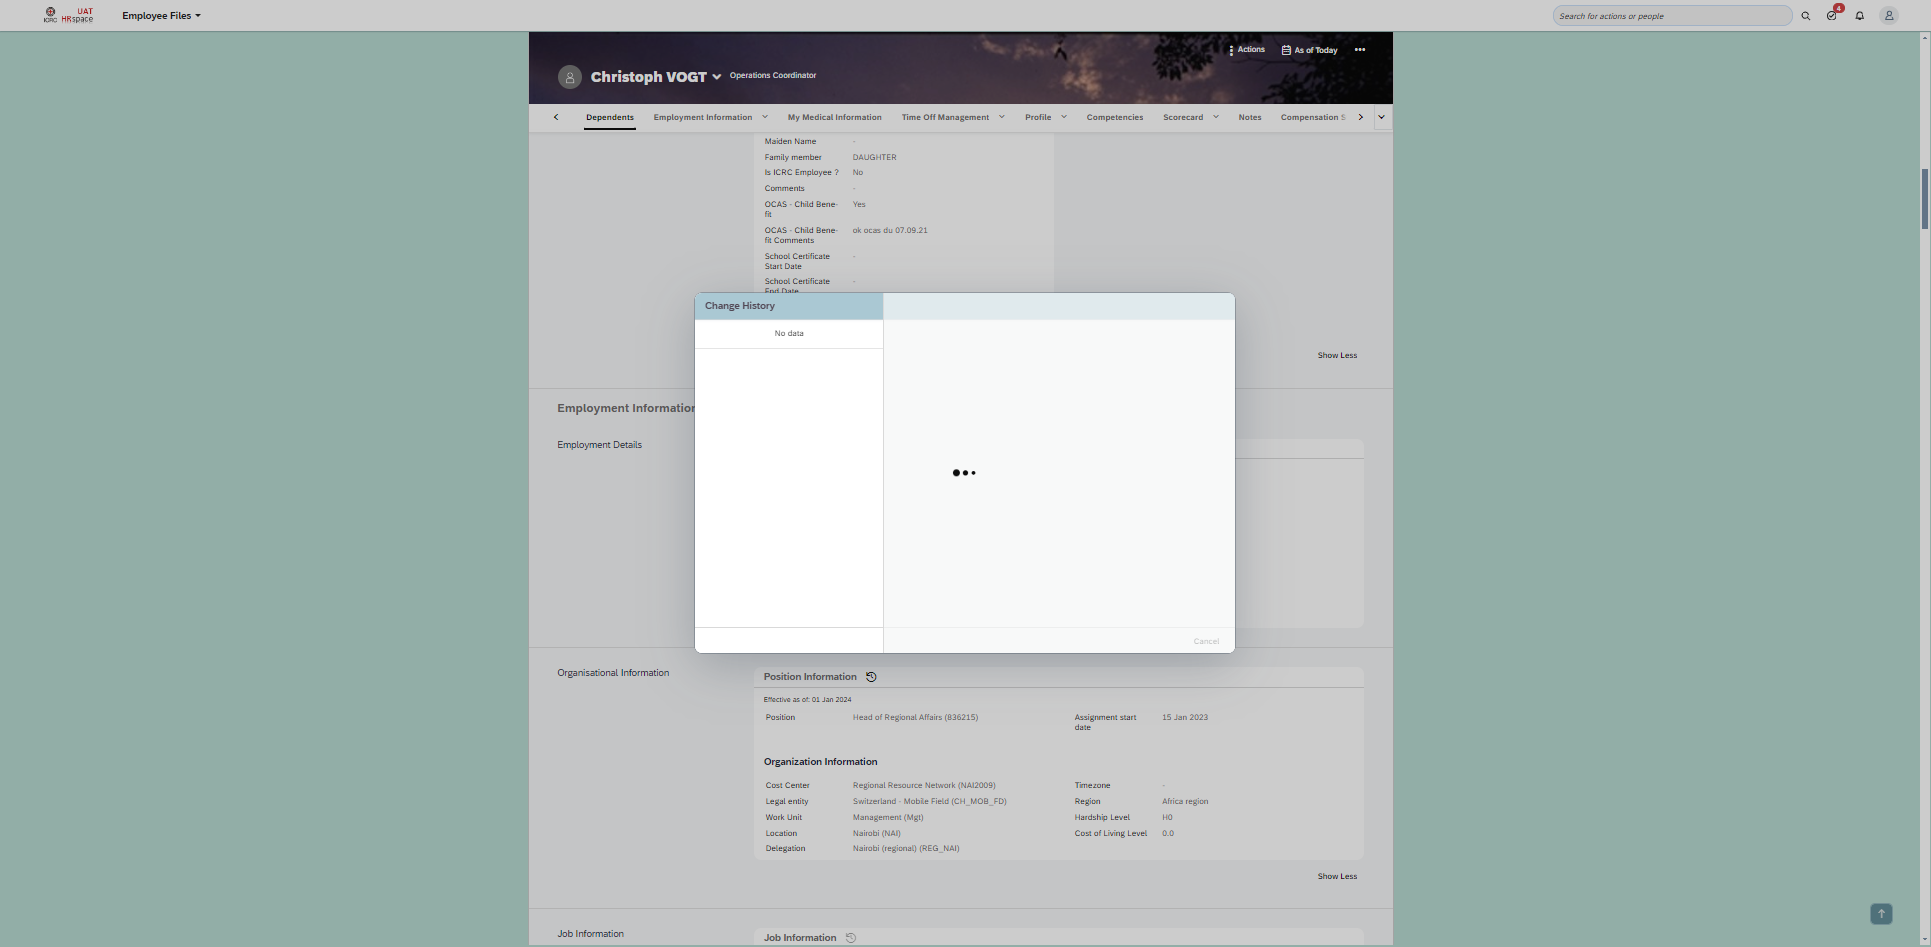 ICRC UAT HRspace
Employee Files
Search for actions or people
4
Actions
As of Today
Christoph VOGT
Operations Coordinator
Dependents
Employment Information
My Medical Information
Time Off Management
Profile
Competencies
Scorecard
Notes
Compensation S
Maiden Name -
Family member DAUGHTER
Is ICRC Employee ? No
Comments -
OCAS - Child Bene-
fit
Yes
OCAS - Child Bene-
fit Comments
ok ocas du 07.09.21
School Certificate
Start Date
-
School Certificate
End Date
-
Show Less
Change History
No data
Cancel
Employment Information
Employment Details
Organisational Information
Position Information
Effective as of: 01 Jan 2024
Position Head of Regional Affairs (836215)
Assignment start
date
15 Jan 2023
Organization Information
Cost Center Regional Resource Network (NAI2009)
Timezone -
Legal entity Switzerland - Mobile Field (CH_MOB_FD)
Region Africa region
Work Unit Management (Mgt)
Hardship Level H0
Location Nairobi (NAI)
Cost of Living Level 0.0
Delegation Nairobi (regional) (REG_NAI)
Show Less
Job Information
Job Information